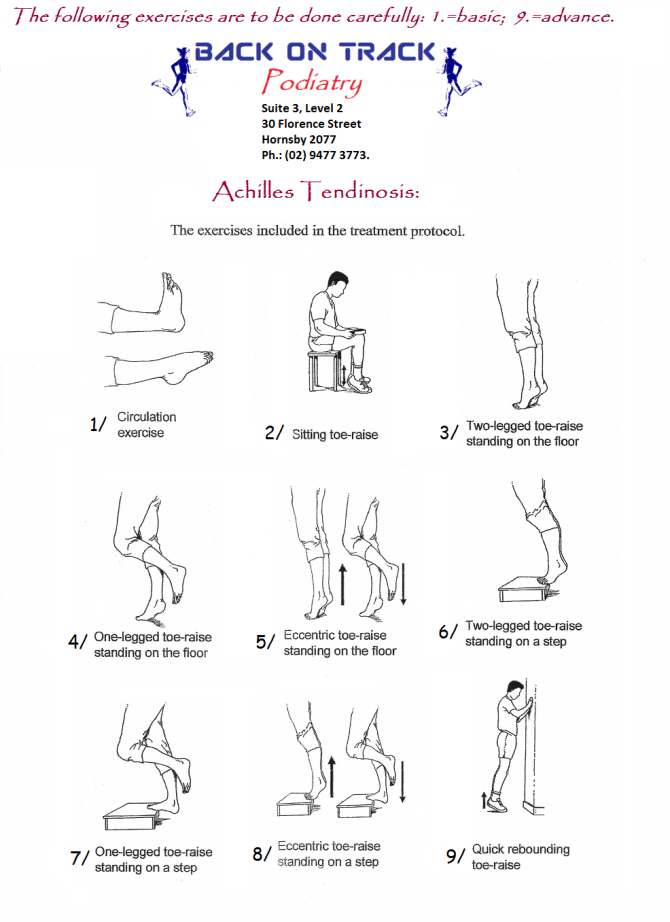 The following exercises are to be done carefully: 1.=basic; 9.=advance.
BACK ON TRACK
Podiatry
Suite 3, Level 2
30 Florence Street
Hornsby 2077
Ph.: (02) 9477 3773.
Achilles Tendinosis:
The exercises included in the treatment protocol.
1/ Circulation
exercise
2/ Sitting toe-raise
3/ Two-legged toe-raise
standing on the floor
4/ One-legged toe-raise
standing on the floor
5/ Eccentric toe-raise
standing on the floor
6/ Two-legged toe-raise
standing on a step
7/ One-legged toe-raise
standing on a step
8/ Eccentric toe-raise
standing on a step
9/ Quick rebounding
toe-raise